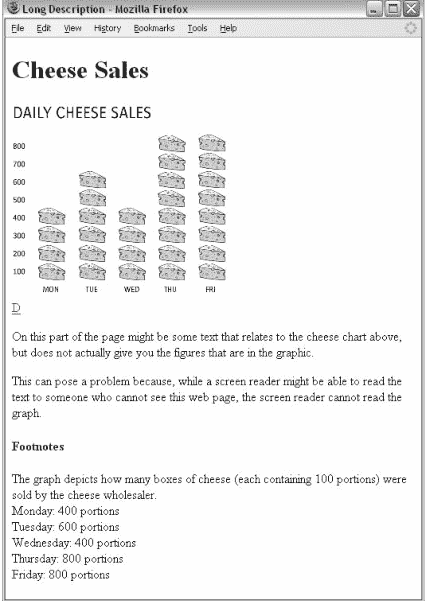 Long Description - Mozilla Firefox
File Edit View History Bookmarks Tools Help
Cheese Sales
DAILY CHEESE SALES
800
700
600
500
400
300
200
100
MON TUE WED THU FRI
D
On this part of the page might be some text that relates to the cheese chart above,
but does not actually give you the figures that are in the graphic.
This can pose a problem because, while a screen reader might be able to read the
text to someone who cannot see this web page, the screen reader cannot read the
graph.
Footnotes
The graph depicts how many boxes of cheese (each containing 100 portions) were
sold by the cheese wholesaler.
Monday: 400 portions
Tuesday: 600 portions
Wednesday: 400 portions
Thursday: 800 portions
Friday: 800 portions